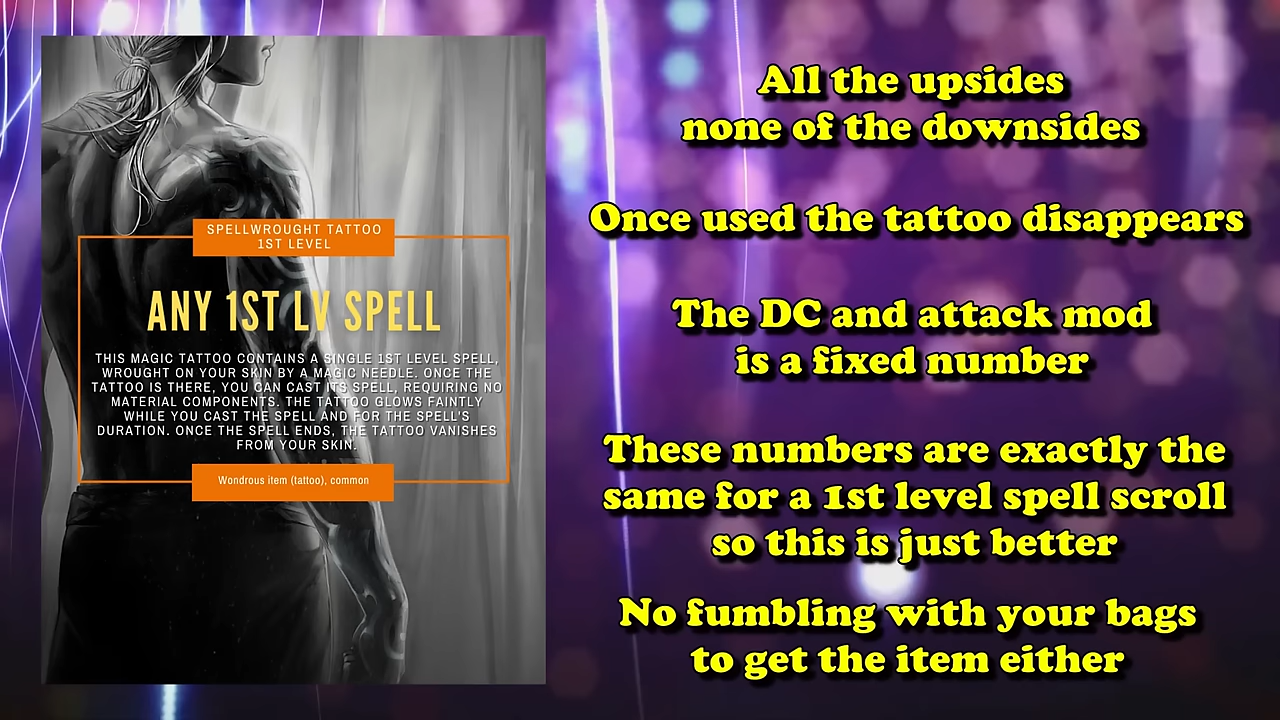 SPELLWROUGHT TATTOO
1ST LEVEL
ANY 1ST LV SPELL
THIS MAGIC TATTOO CONTAINS A SINGLE 1ST LEVEL SPELL,
WROUGHT ON YOUR SKIN BY A MAGIC NEEDLE. ONCE THE
TATTOO IS THERE, YOU CAN CAST ITS SPELL, REQUIRING NO
MATERIAL COMPONENTS. THE TATTOO GLOWS FAINTLY
WHILE YOU CAST THE SPELL AND FOR THE SPELL'S
DURATION. ONCE THE SPELL ENDS, THE TATTOO VANISHES
FROM YOUR SKIN.
Wondrous item (tattoo), common
All the upsides
none of the downsides
Once used the tattoo disappears
The DC and attack mod
is a fixed number
These numbers are exactly the
same for a 1st level spell scroll
so this is just better
No fumbling with your bags
to get the item either